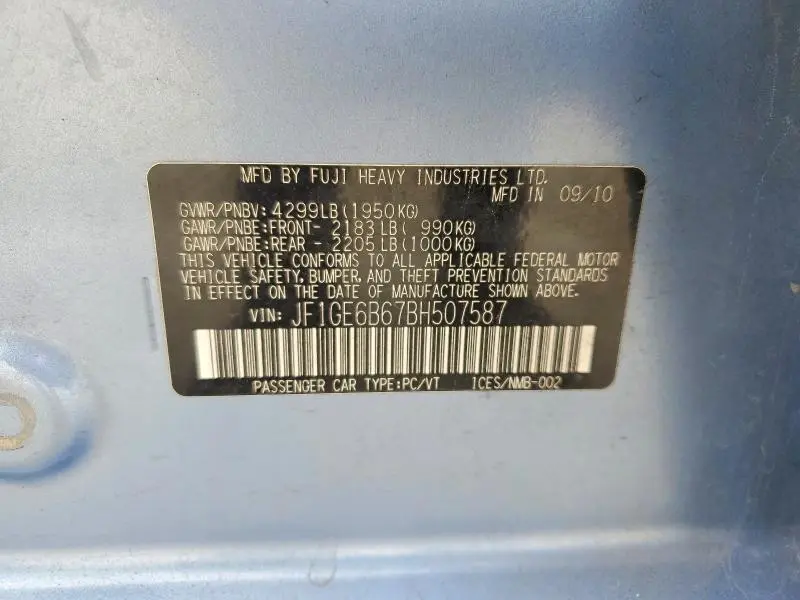 MFD BY FUJI HEAVY INDUSTRIES LTD.
MFD IN 09/10
GVWR/PNBV: 4299LB(1950KG)
GAWR/PNBE:FRONT- 2183LB( 990KG)
GAWR/PNBE:REAR - 2205LB(1000KG)
THIS VEHICLE CONFORMS TO ALL APPLICABLE FEDERAL MOTOR
VEHICLE SAFETY, BUMPER, AND THEFT PREVENTION STANDARDS
IN EFFECT ON THE DATE OF MANUFACTURE SHOWN ABOVE.
VIN: JF1GE6B67BH507587
PASSENGER CAR TYPE:PC/VT ICES/NMB-002